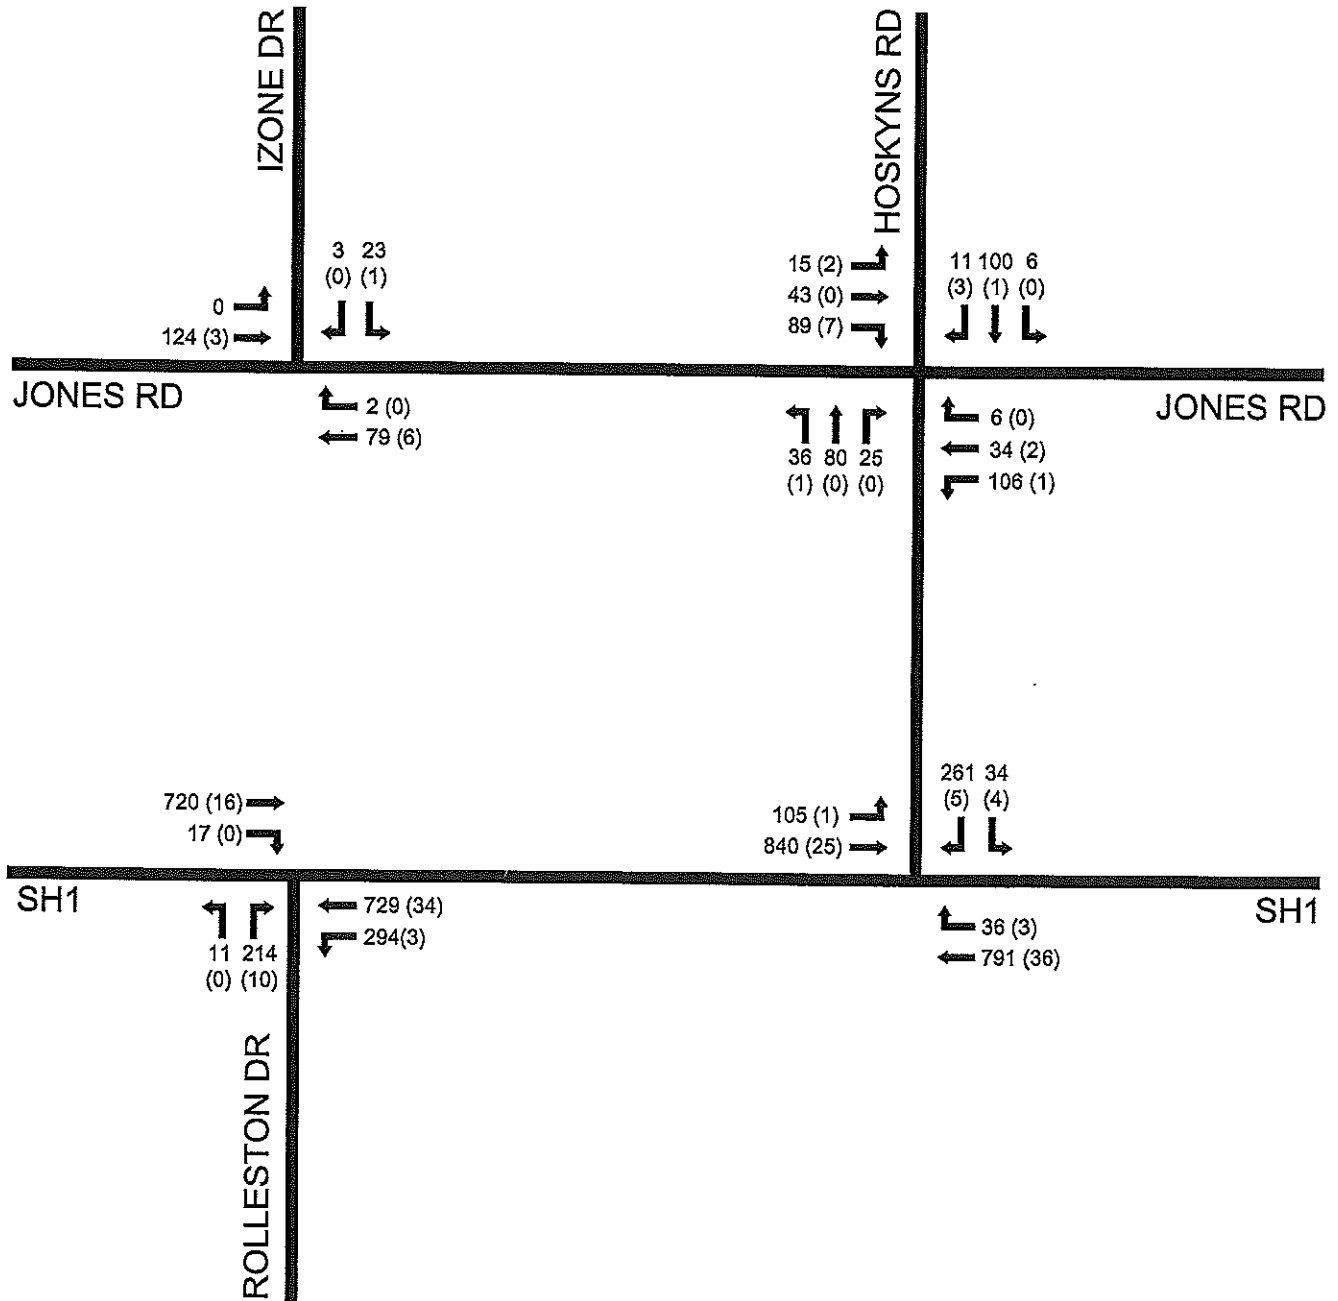 IZONE DR
HOSKYNS RD
3 23
(0) (1)
0
124 (3)
15 (2)
43 (0)
89 (7)
11 100 6
(3) (1) (0)
JONES RD
2 (0)
79 (6)
JONES RD
36 80 25
(1) (0) (0)
6 (0)
34 (2)
106 (1)
720 (16)
17 (0)
105 (1)
840 (25)
261 34
(5) (4)
SH1
11 214
(0) (10)
729 (34)
294(3)
SH1
36 (3)
791 (36)
ROLLESTON DR